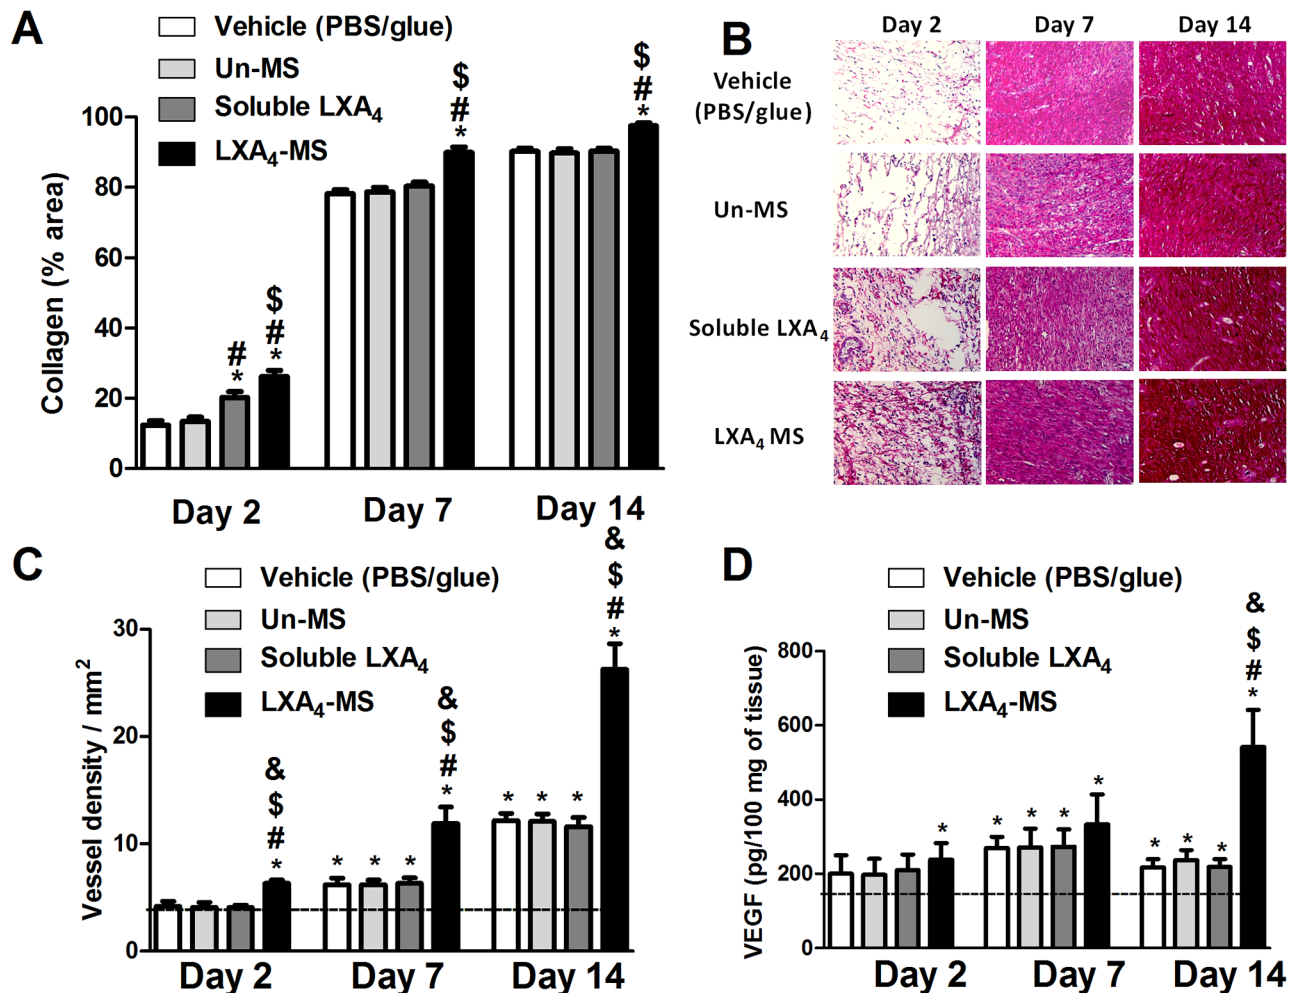 A
Vehicle (PBS/glue)
Un-MS
Soluble LXA₄
LXA₄-MS
Collagen (% area)
100
80
60
40
20
0
#
*
$
#
*
$
#
*
$
#
*
Day 2
Day 7
Day 14
B
Day 2
Day 7
Day 14
Vehicle
(PBS/glue)
Un-MS
Soluble LXA₄
LXA₄ MS
C
Vehicle (PBS/glue)
Un-MS
Soluble LXA₄
LXA₄-MS
Vessel density / mm²
30
20
10
0
&
$
#
*
* * *
&
$
#
*
* * *
&
$
#
*
Day 2
Day 7
Day 14
D
Vehicle (PBS/glue)
Un-MS
Soluble LXA₄
LXA₄-MS
VEGF (pg/100 mg of tissue)
800
600
400
200
0
*
* * * *
* * *
&
$
#
*
Day 2
Day 7
Day 14